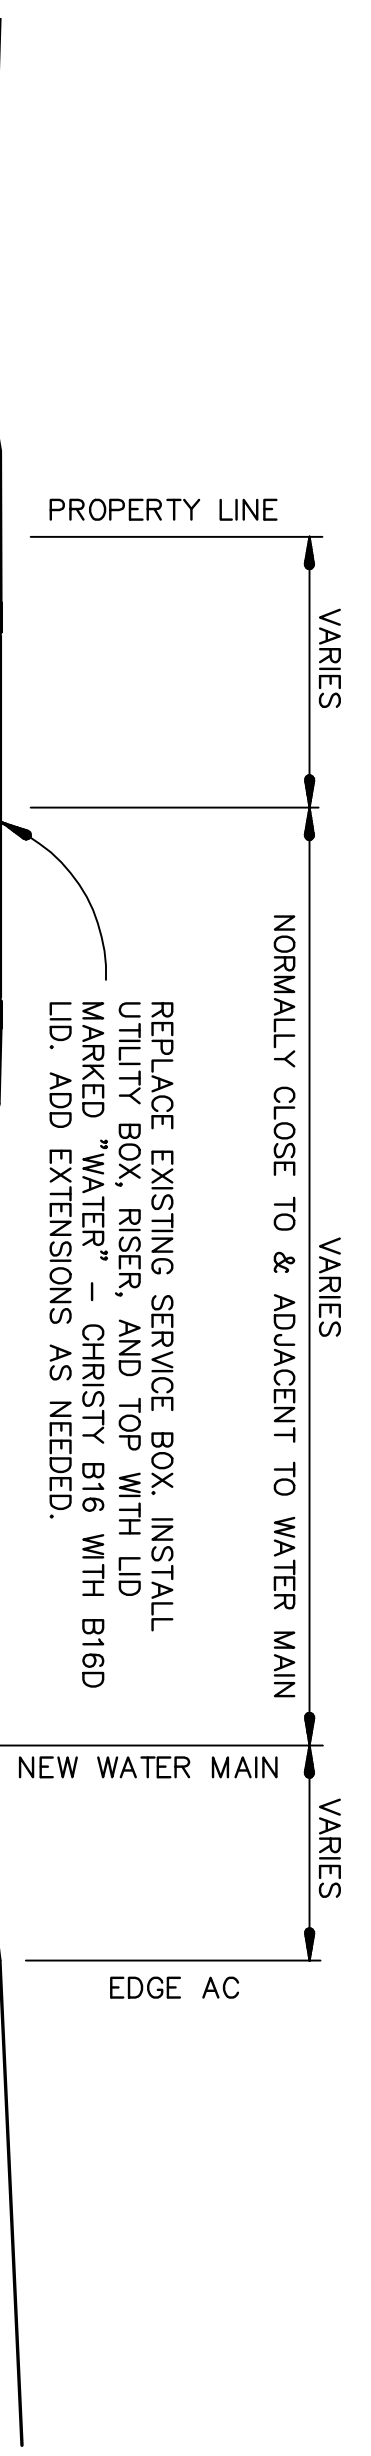 PROPERTY LINE
VARIES
NORMALLY CLOSE TO & ADJACENT TO WATER MAIN
VARIES
REPLACE EXISTING SERVICE BOX. INSTALL
UTILITY BOX, RISER, AND TOP WITH LID
MARKED "WATER" – CHRISTY B16 WITH B16D
LID. ADD EXTENSIONS AS NEEDED.
NEW WATER MAIN
VARIES
EDGE AC